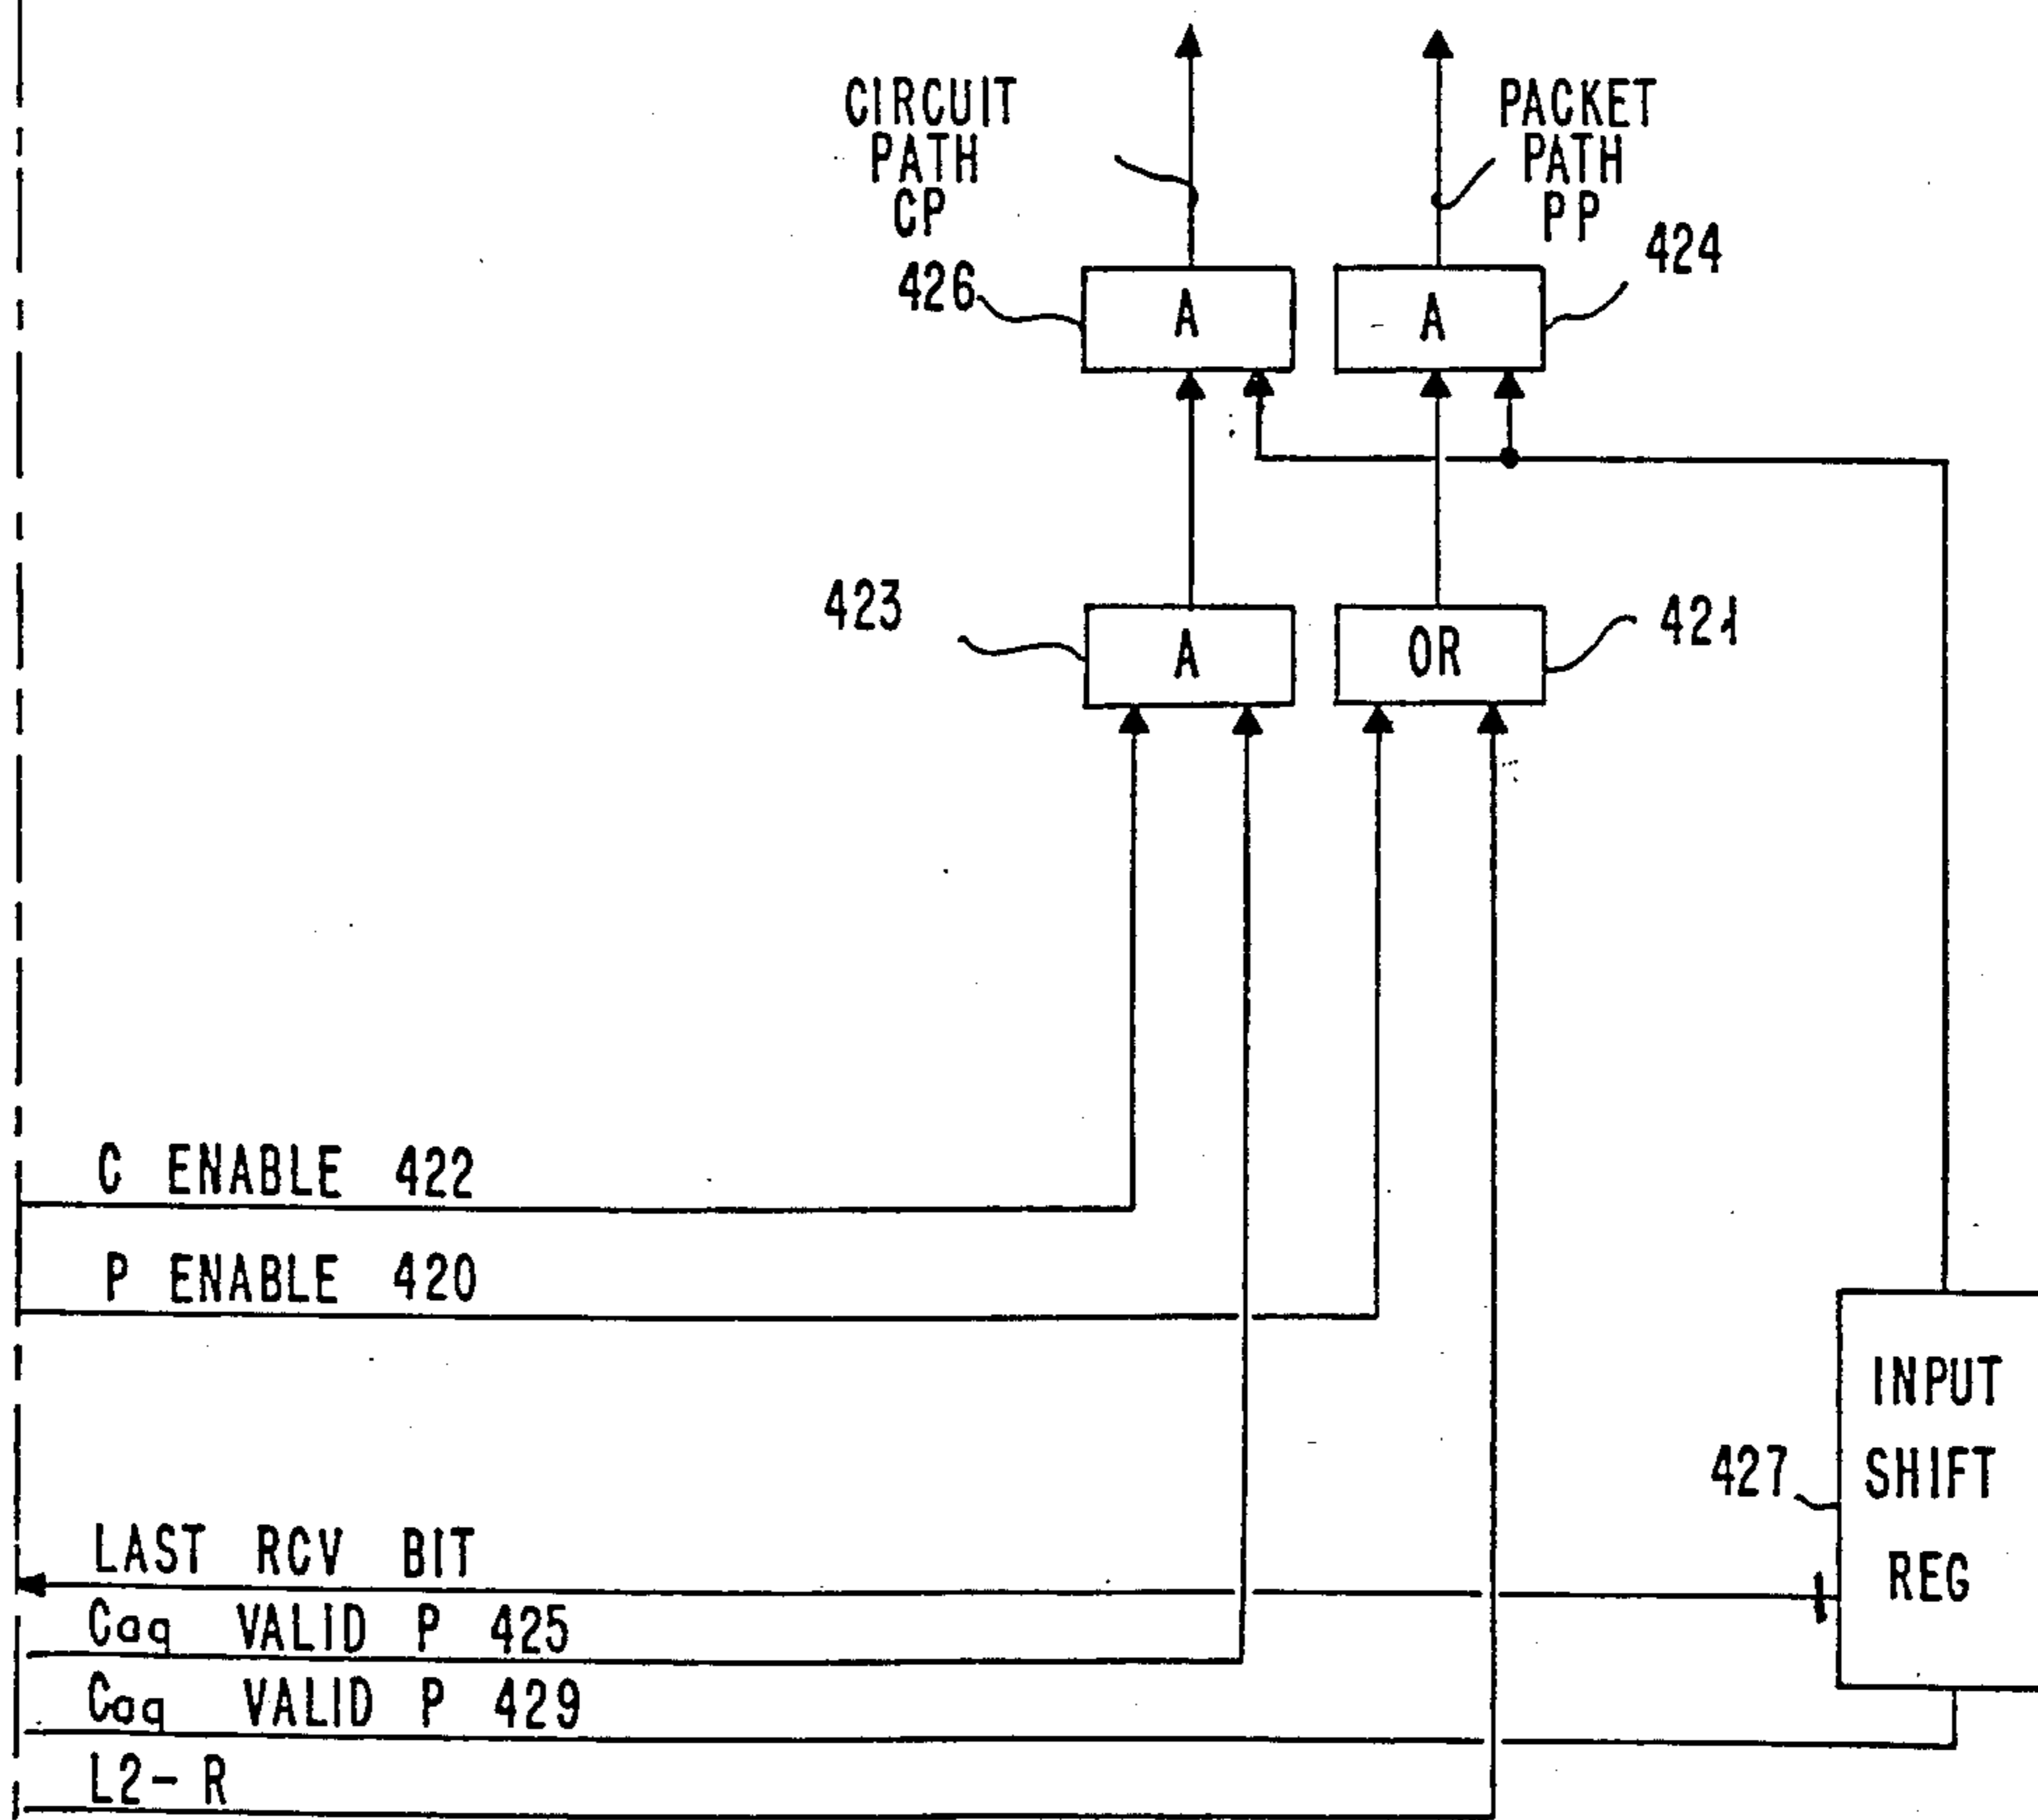 CIRCUIT
PATH
CP
PACKET
PATH
PP
426
A
A
424
423
A
OR
421
C ENABLE 422
P ENABLE 420
INPUT
SHIFT
REG
427
LAST RCV BIT
Caq VALID P 425
Caq VALID P 429
L2-R